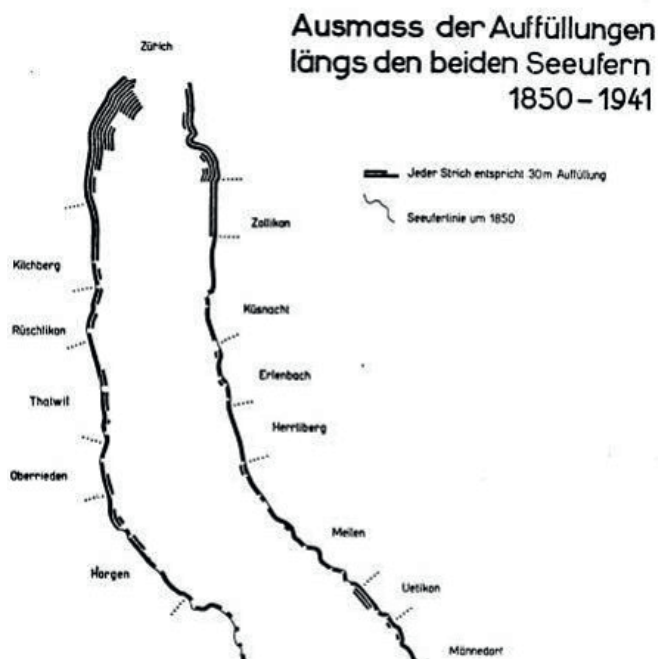 Ausmass der Auffüllungen
längs den beiden Seeufern
1850–1941
Zürich
Jeder Strich entspricht 30m Auffüllung
Seeuferlinie um 1850
Zollikon
Kilchberg
Küsnacht
Rüschlikon
Erlenbach
Thalwil
Herrliberg
Oberrieden
Meilen
Horgen
Uetikon
Männedorf